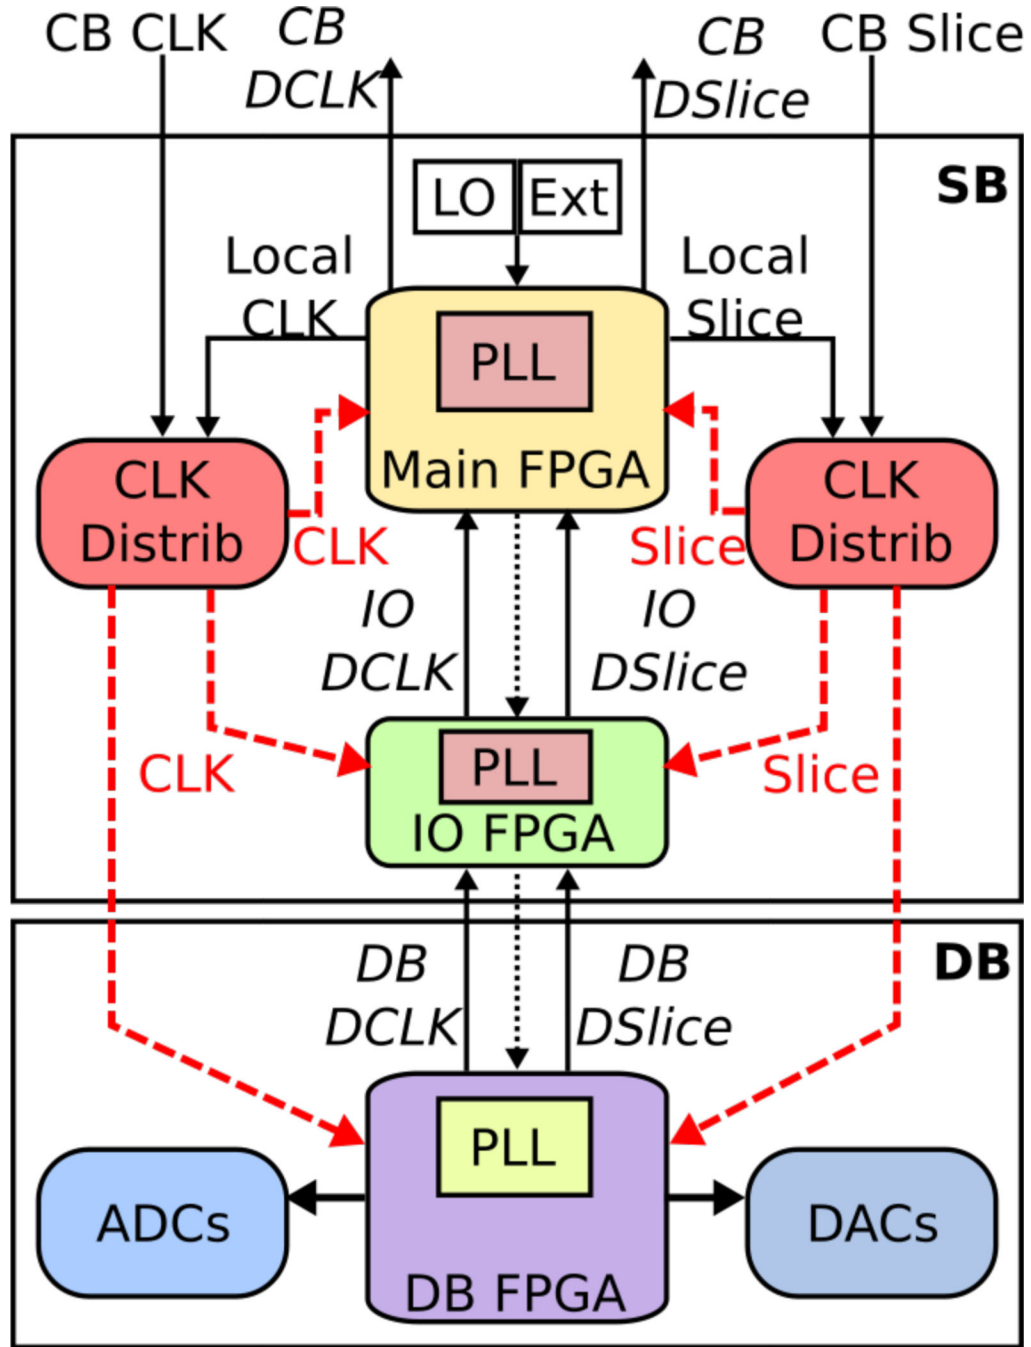 CB CLK
CB
DCLK
CB
DSlice
CB Slice
SB
LO
Ext
Local
CLK
Local
Slice
PLL
Main FPGA
CLK
Distrib
CLK
Distrib
CLK
Slice
IO
DCLK
IO
DSlice
CLK
Slice
PLL
IO FPGA
DB
DB
DCLK
DB
DSlice
PLL
ADCs
DACs
DB FPGA